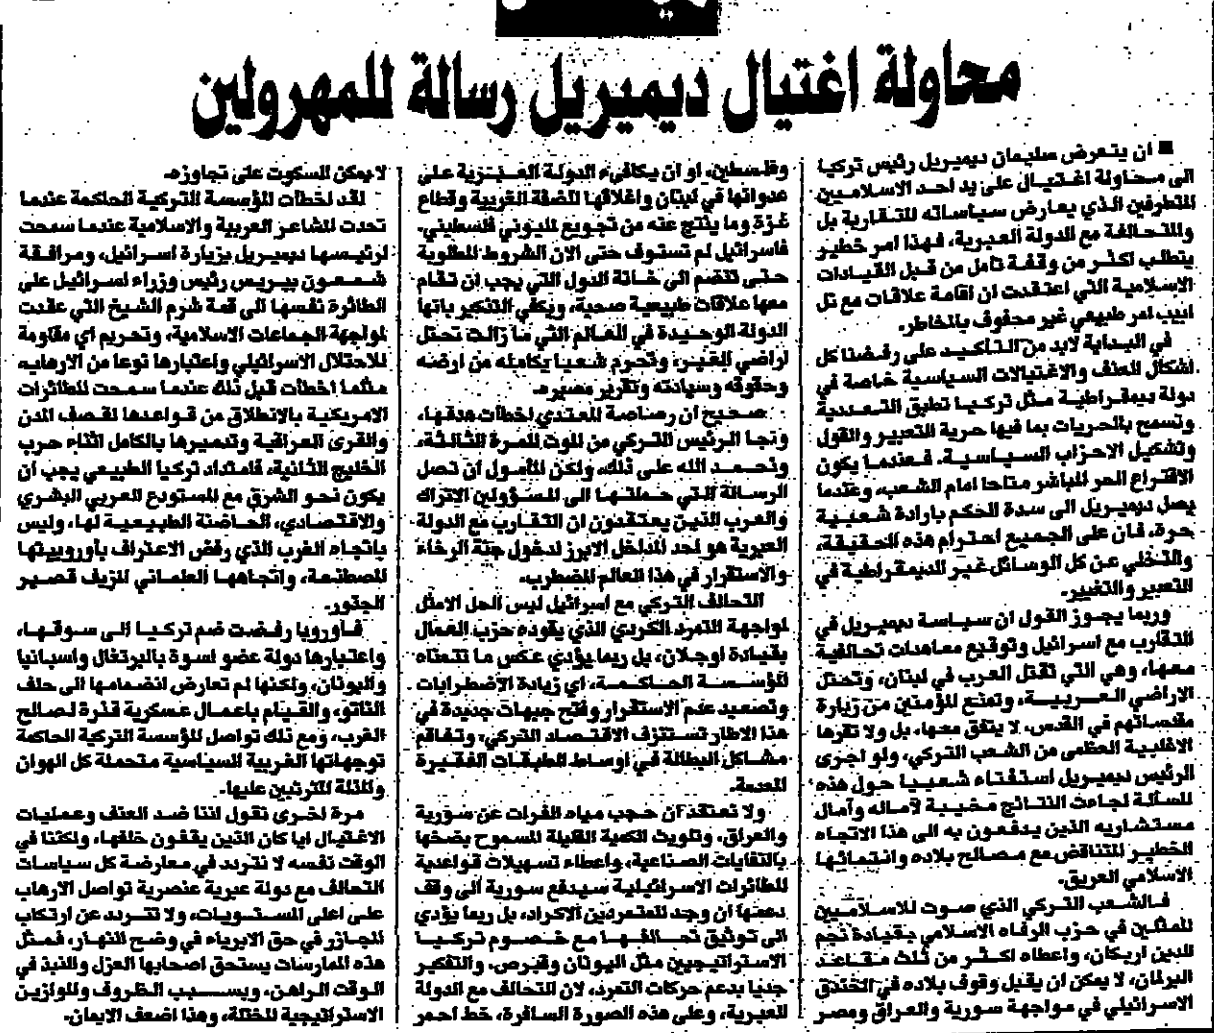 محاولة اغتيال ديميريل رسالة للمهرولين
■ ان يتعرض سليمان ديميريل رئيس تركيا
الى محاولة اغتيال على يد احد الاسلاميين
المتطرفين الذي يعارض سياساته للتقاربة بل
والمتحالفة مع الدولة العبرية، فهذا امر خطير
يتطلب اكثر من وقفة تأمل من قبل القيادات
الاسلامية التي اعتقدت ان اقامة علاقات مع تل
ابيب امر طبيعي غير محفوف بالمخاطر.
في البداية لابد من التأكيد على رفضنا كل
اشكال العنف والاغتيالات السياسية خاصة في
دولة ديمقراطية مثل تركيا تطبق التعددية
وتسمح بالحريات بما فيها حرية التعبير والقول
وتشكيل الاحزاب السياسية. فعندما يكون
الاقتراع الحر المباشر متاحا امام الشعب، وعندما
يصل ديميريل الى سدة الحكم بارادة شعبية
حرة، فان على الجميع احترام هذه الحقيقة،
والتخلي عن كل الوسائل غير الديمقراطية في
التعبير والتغيير.
وربما يجوز القول ان سياسة ديميريل في
التقارب مع اسرائيل وتوقيع معاهدات تحالفية
معها، وهي التي تقتل العرب في لبنان، وتحتل
الاراضي العربية، وتمنع المؤمنين من زيارة
مقدساتهم في القدس، لا يتفق معها، بل ولا تقرها
الاغلبية العظمى من الشعب التركي، ولو اجرى
الرئيس ديميريل استفتاء شعبيا حول هذه
المسألة لجاءت النتائج مخيبة لآماله وآمال
مستشاريه الذين يدفعون به الى هذا الاتجاه
الخطير المتناقض مع مصالح بلاده وانتمائها
الاسلامي العريق.
فالشعب التركي الذي صوت للاسلاميين
الممثلين في حزب الرفاه الاسلامي بقيادة نجم
الدين اربكان، واعطاه اكثر من ثلث مقاعد
البرلمان، لا يمكن ان يقبل وقوف بلاده في الخندق
الاسرائيلي في مواجهة سورية والعراق ومصر
وفلسطين، او ان يكافىء الدولة العبرية على
عدوانها في لبنان واغلاقها للضفة الغربية وقطاع
غزة وما ينتج عنه من تجويع لمليوني فلسطيني.
فاسرائيل لم تستوف حتى الان الشروط المطلوبة
حتى تنضم الى خانة الدول التي يجب ان تقام
معها علاقات طبيعية صحية، ويكفي التذكير بانها
الدولة الوحيدة في العالم التي ما زالت تحتل
اراضي الغير، وتحرم شعبا بكامله من ارضه
وحقوقه وسيادته وتقرير مصيره.
صحيح ان رصاصة المعتدي اخطأت هدفها،
ونجا الرئيس التركي من الموت للمرة الثالثة،
ونحمد الله على ذلك، ولكن المأمول ان تصل
الرسالة التي حملتها الى المسؤولين الاتراك
والعرب الذين يعتقدون ان التقارب مع الدولة
العبرية هو احد المداخل الابرز لدخول جنة الرخاء
والاستقرار في هذا العالم المضطرب.
التحالف التركي مع اسرائيل ليس الحل الامثل
لمواجهة التمرد الكردي الذي يقوده حزب العمال
بقيادة اوجلان، بل ربما يؤدي عكس ما تتمناه
المؤسسة الحاكمة، اي زيادة الاضطرابات
وتصعيد عدم الاستقرار وفتح جبهات جديدة في
هذا الاطار تستنزف الاقتصاد التركي، وتفاقم
مشاكل البطالة في اوساط الطبقات الفقيرة
المعدمة.
ولا نعتقد ان حجب مياه الفرات عن سورية
والعراق، وتلويث الكمية القليلة المسموح بضخها
بالنفايات الصناعية، واعطاء تسهيلات قواعدية
للطائرات الاسرائيلية سيدفع سورية الى وقف
دعمها ان وجد للمتمردين الاكراد، بل ربما يؤدي
الى توثيق تحالفها مع خصوم تركيا
الاستراتيجيين مثل اليونان وقبرص، والتفكير
جديا بدعم حركات التمرد، لان التحالف مع الدولة
العبرية، وعلى هذه الصورة السافرة، خط احمر
لا يمكن السكوت على تجاوزه.
لقد اخطأت المؤسسة التركية الحاكمة عندما
تحدت المشاعر العربية والاسلامية عندما سمحت
لرئيسها ديميريل بزيارة اسرائيل، ومرافقة
شمعون بيريس رئيس وزراء اسرائيل على
الطائرة نفسها الى قمة شرم الشيخ التي عقدت
لمواجهة الجماعات الاسلامية، وتحريم اي مقاومة
للاحتلال الاسرائيلي واعتبارها نوعا من الارهاب،
مثلما اخطأت قبل ذلك عندما سمحت للطائرات
الامريكية بالانطلاق من قواعدها لقصف المدن
والقرى العراقية وتدميرها بالكامل اثناء حرب
الخليج الثانية، فامتداد تركيا الطبيعي يجب ان
يكون نحو الشرق مع المستودع العربي البشري
والاقتصادي، الحاضنة الطبيعية لها، وليس
باتجاه الغرب الذي رفض الاعتراف بأوروبيتها
المصطنعة، واتجاهها العلماني المزيف قصير
الجذور.
فأوروبا رفضت ضم تركيا الى سوقها،
واعتبارها دولة عضو اسوة بالبرتغال واسبانيا
واليونان، ولكنها لم تعارض انضمامها الى حلف
الناتو، والقيام باعمال عسكرية قذرة لصالح
الغرب، ومع ذلك تواصل المؤسسة التركية الحاكمة
توجهاتها الغربية السياسية متحملة كل الهوان
والمذلة المترتبين عليها.
مرة اخرى نقول اننا ضد العنف وعمليات
الاغتيال ايا كان الذين يقفون خلفها، ولكننا في
الوقت نفسه لا نتردد في معارضة كل سياسات
التحالف مع دولة عبرية عنصرية تواصل الارهاب
على اعلى المستويات، ولا تتردد عن ارتكاب
المجازر في حق الابرياء في وضح النهار، فمثل
هذه الممارسات يستحق اصحابها العزل والنبذ في
الوقت الراهن، وبسبب الظروف والموازين
الاستراتيجية المختلة، وهذا اضعف الايمان.